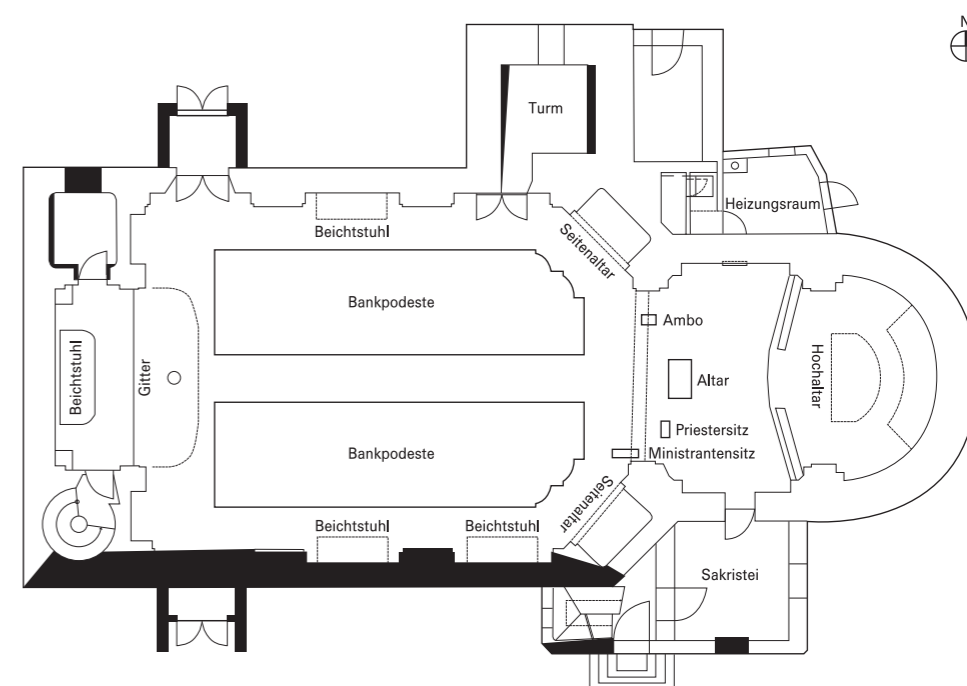 N
Turm
Heizungsraum
Beichtstuhl
Seitenaltar
Bankpodeste
Ambo
Beichtstuhl
Gitter
Altar
Hochaltar
Priestersitz
Bankpodeste
Ministrantensitz
Seitenaltar
Beichtstuhl
Beichtstuhl
Sakristei